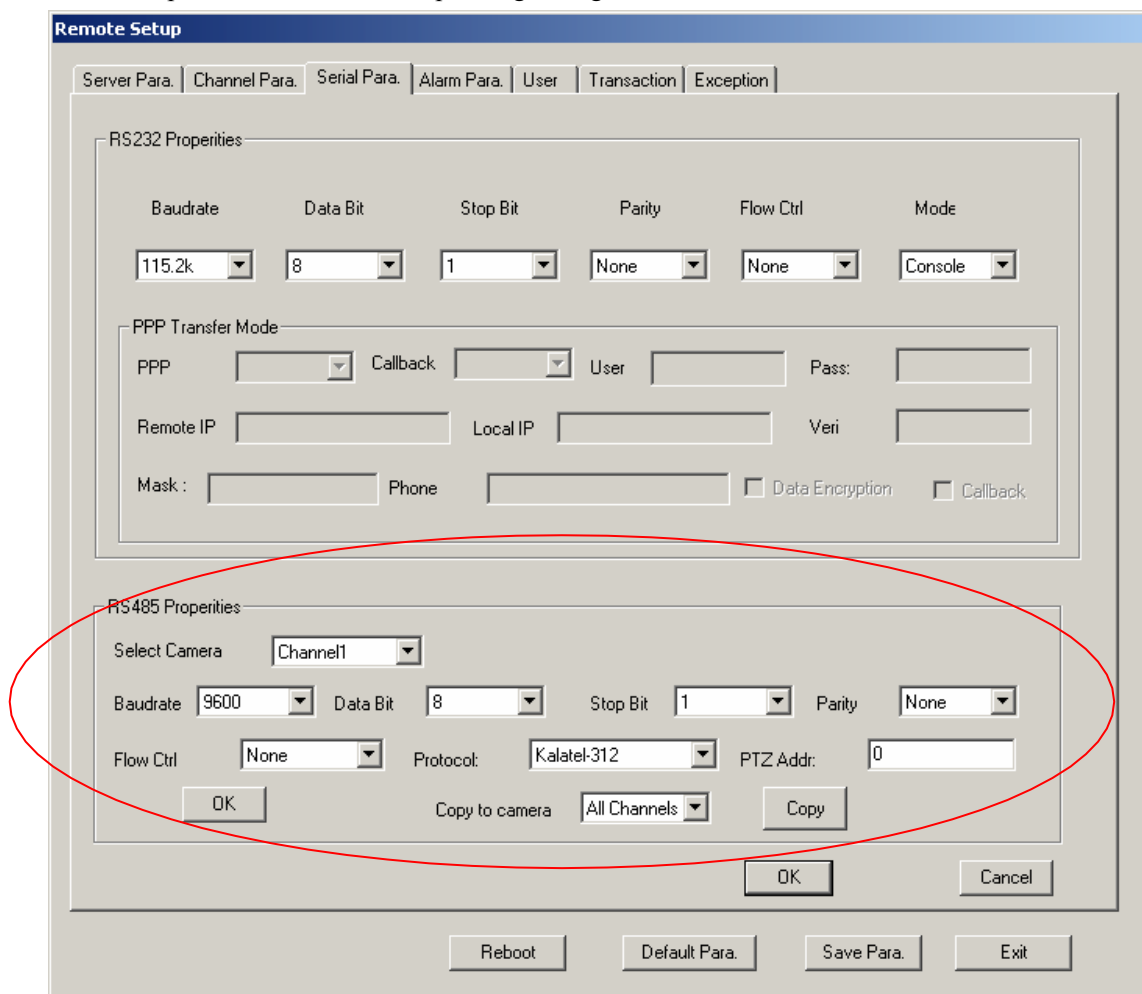 Remote Setup
Server Para. Channel Para. Serial Para. Alarm Para. User Transaction Exception
RS232 Properities
Baudrate Data Bit Stop Bit Parity Flow Ctrl Mode
115.2k 8 1 None None Console
PPP Transfer Mode
PPP Callback User Pass:
Remote IP Local IP Veri
Mask : Phone Data Encryption Callback
RS485 Properities
Select Camera Channel1
Baudrate 9600 Data Bit 8 Stop Bit 1 Parity None
Flow Ctrl None Protocol: Kalatel-312 PTZ Addr: 0
OK Copy to camera All Channels Copy
OK Cancel
Reboot Default Para. Save Para. Exit